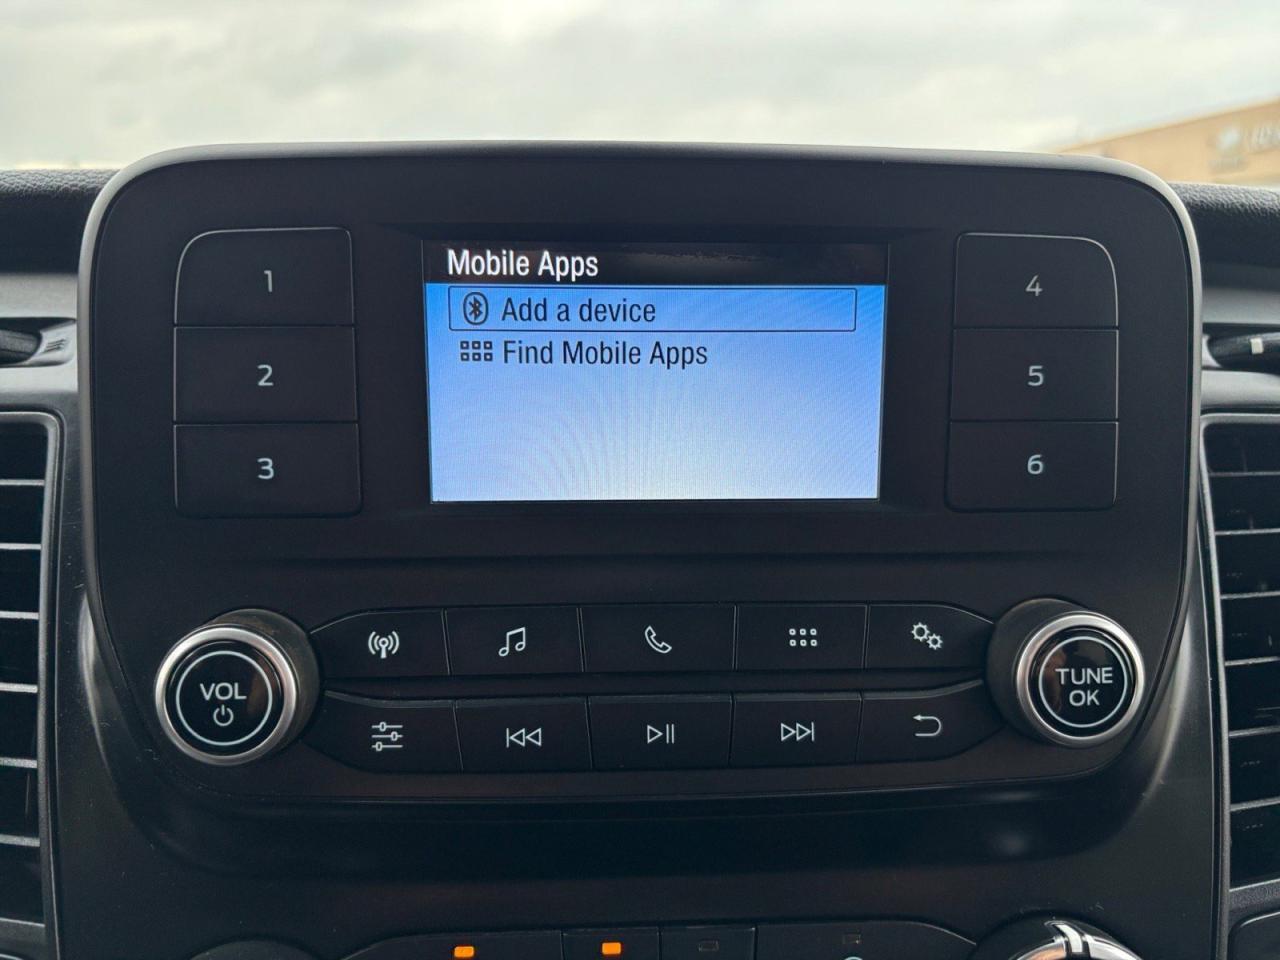 Mobile Apps
Add a device
Find Mobile Apps
1
2
3
4
5
6
VOL
TUNE
OK